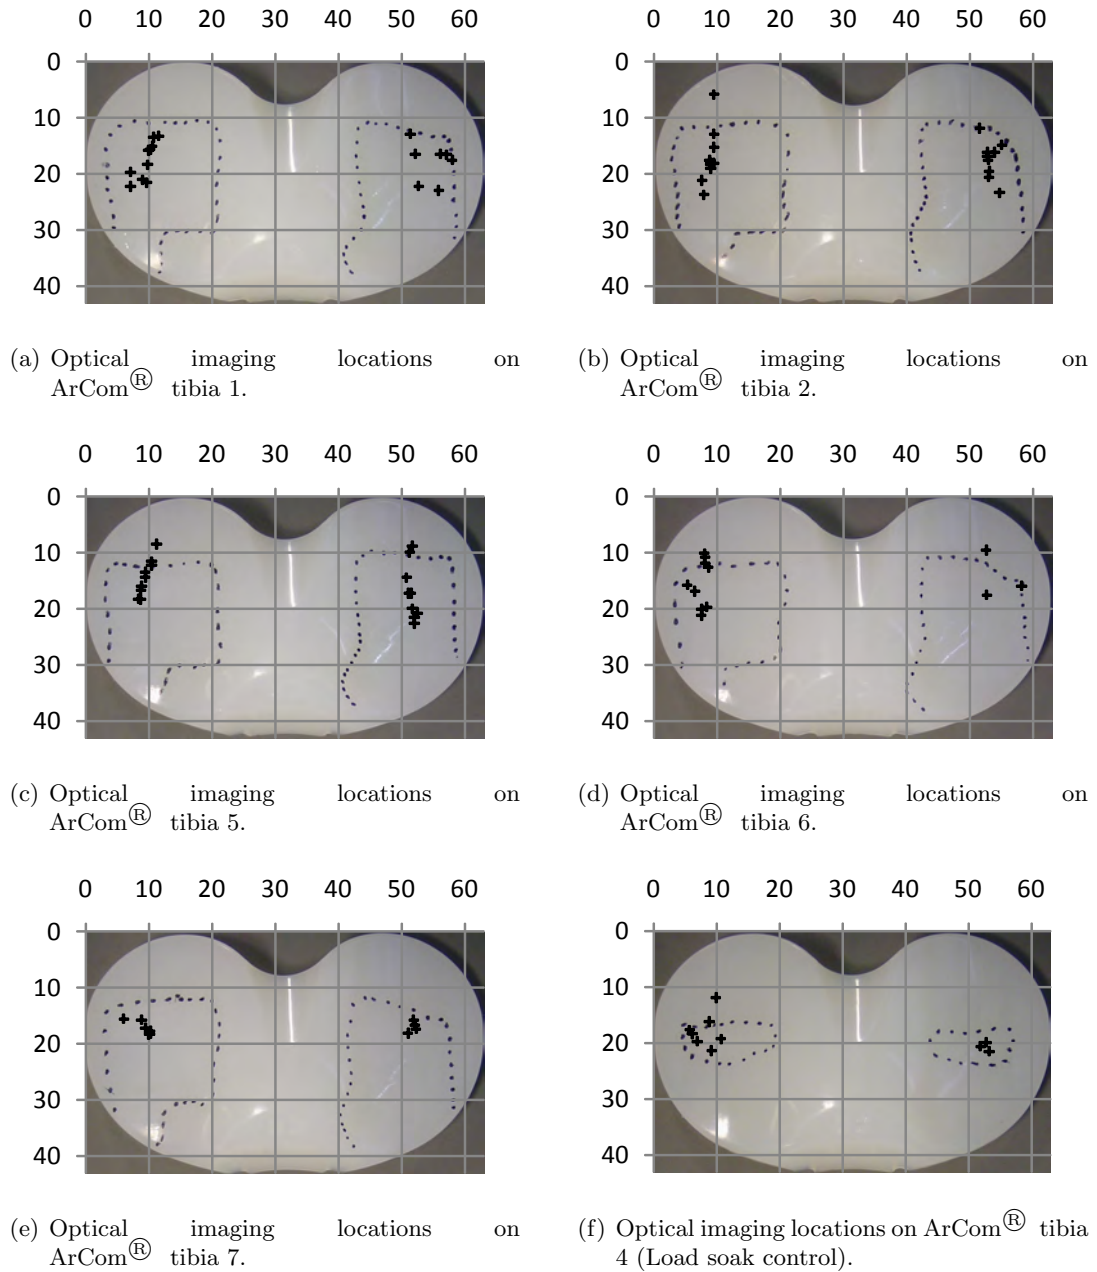 0 10 20 30 40 50 60
0 10 20 30 40 50 60
0
10
20
30
40
0
10
20
30
40
(a) Optical imaging locations on
ArCom® tibia 1.
(b) Optical imaging locations on
ArCom® tibia 2.
0 10 20 30 40 50 60
0 10 20 30 40 50 60
0
10
20
30
40
0
10
20
30
40
(c) Optical imaging locations on
ArCom® tibia 5.
(d) Optical imaging locations on
ArCom® tibia 6.
0 10 20 30 40 50 60
0 10 20 30 40 50 60
0
10
20
30
40
0
10
20
30
40
(e) Optical imaging locations on
ArCom® tibia 7.
(f) Optical imaging locations on ArCom® tibia
4 (Load soak control).